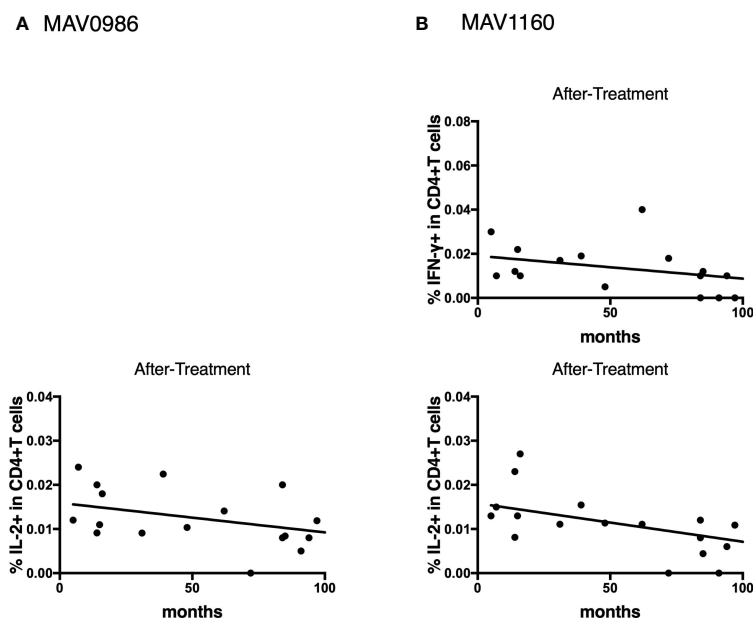 A MAV0986
B MAV1160
After-Treatment
% IFN-γ+ in CD4+T cells
0.08
0.06
0.04
0.02
0.00
0 50 100
months
After-Treatment
% IL-2+ in CD4+T cells
0.04
0.03
0.02
0.01
0.00
0 50 100
months
After-Treatment
% IL-2+ in CD4+T cells
0.04
0.03
0.02
0.01
0.00
0 50 100
months